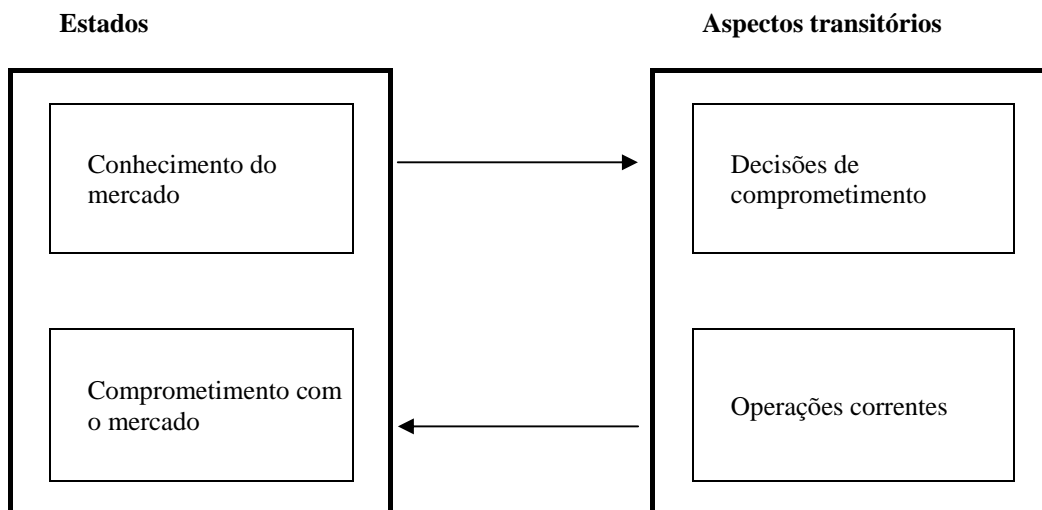 Estados
Aspectos transitórios
Conhecimento do
mercado
Decisões de
comprometimento
Comprometimento com
o mercado
Operações correntes